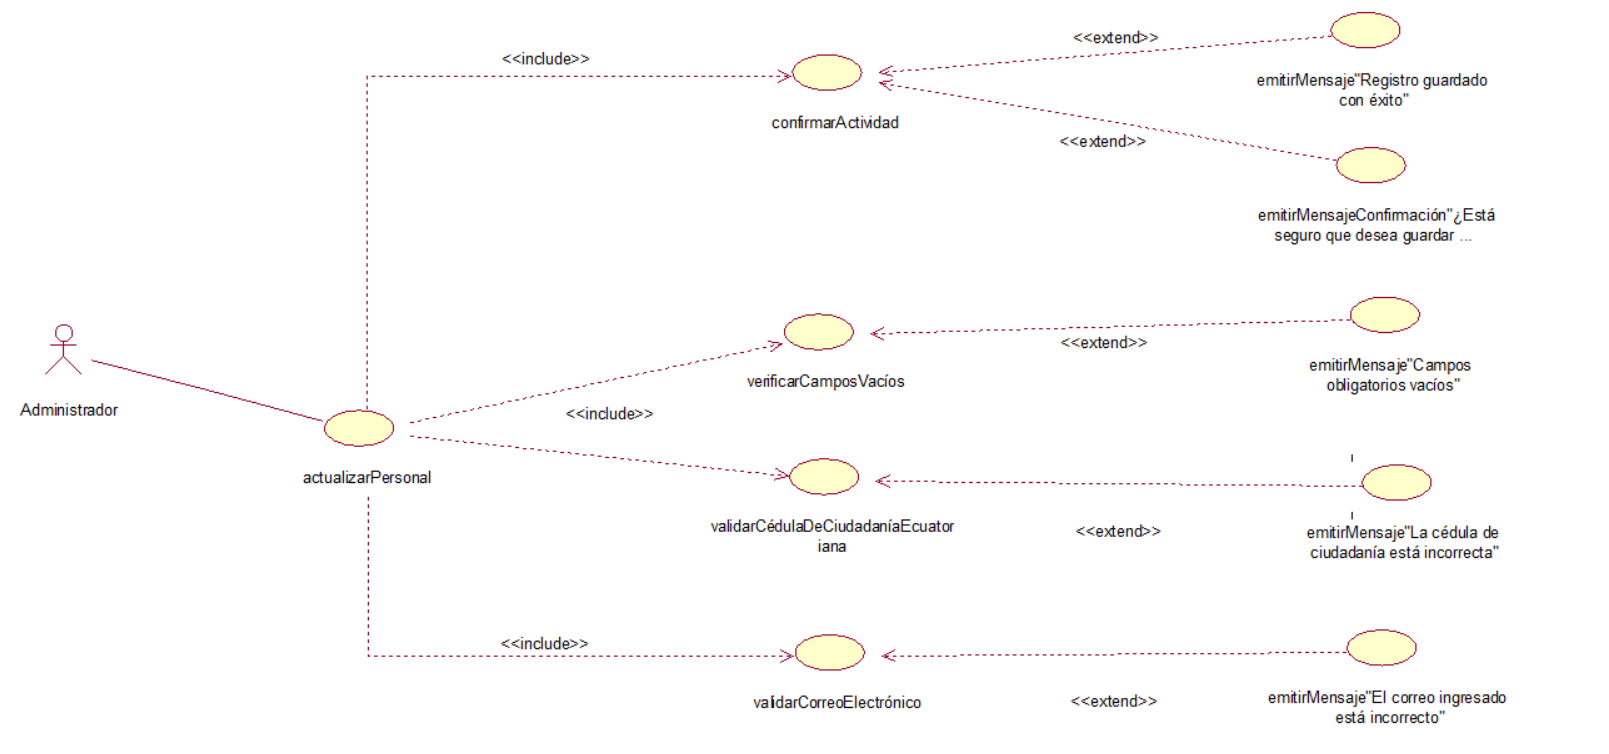 <<extend>>
<<include>>
emitirMensaje"Registro guardado
con éxito"
confirmarActividad
<<extend>>
emitirMensajeConfirmación"¿Está
seguro que desea guardar ...
<<extend>>
emitirMensaje"Campos
obligatorios vacíos"
verificarCamposVacíos
Administrador
<<include>>
actualizarPersonal
validarCédulaDeCiudadaníaEcuator
iana
<<extend>>
emitirMensaje"La cédula de
ciudadanía está incorrecta"
<<include>>
validarCorreoElectrónico
<<extend>>
emitirMensaje"El correo ingresado
está incorrecto"